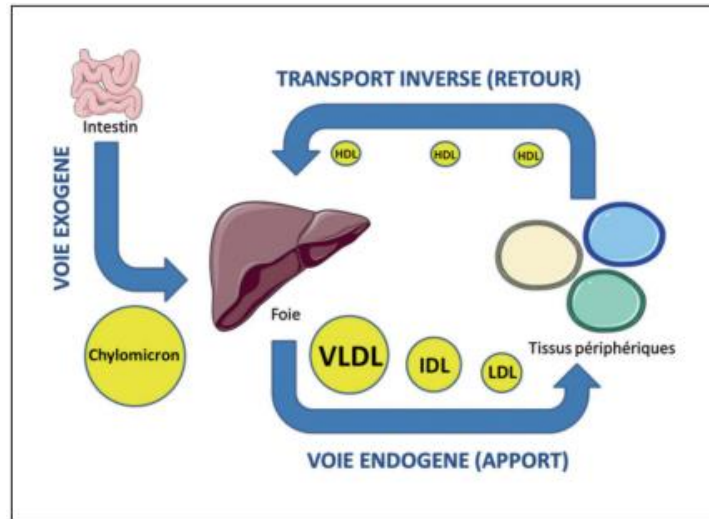 TRANSPORT INVERSE (RETOUR)
Intestin
HDL
HDL
HDL
VOIE EXOGENE
Foie
Chylomicron
VLDL
IDL
LDL
Tissus périphériques
VOIE ENDOGENE (APPORT)